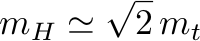 $m_H \simeq \sqrt{2}\, m_t$